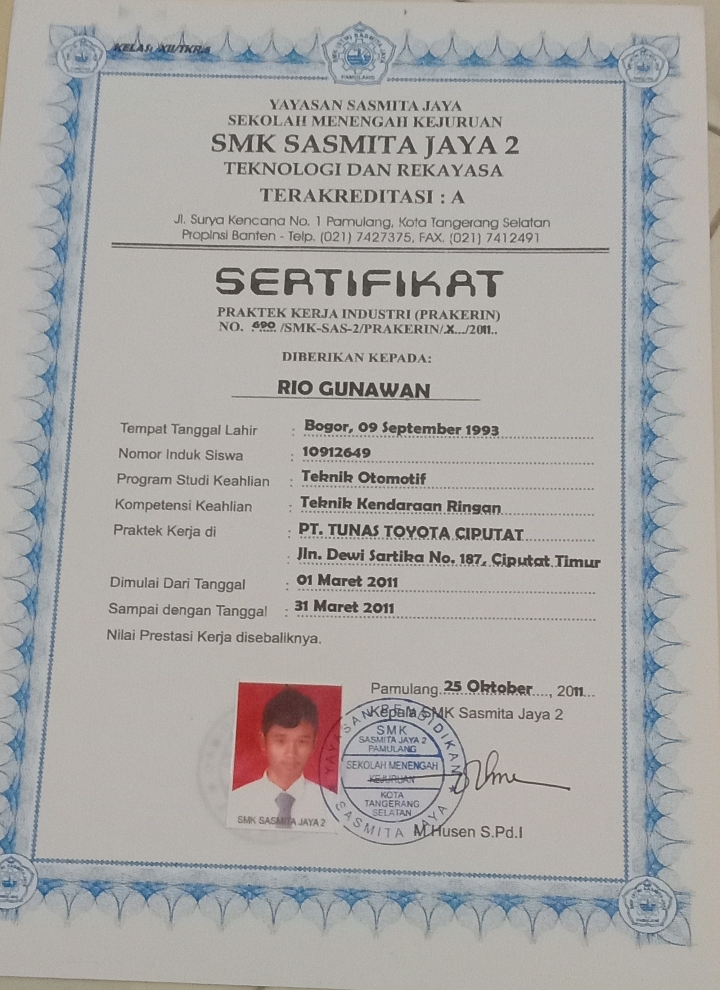 KELAS: XII/TKR/4
YAYASAN SASMITA JAYA
SEKOLAH MENENGAH KEJURUAN
SMK SASMITA JAYA 2
TEKNOLOGI DAN REKAYASA
TERAKREDITASI : A
Jl. Surya Kencana No. 1 Pamulang, Kota Tangerang Selatan
Propinsi Banten - Telp. (021) 7427375, FAX. (021) 7412491
SERTIFIKAT
PRAKTEK KERJA INDUSTRI (PRAKERIN)
NO. 690 /SMK-SAS-2/PRAKERIN/.X.../2011..
DIBERIKAN KEPADA:
RIO GUNAWAN
Tempat Tanggal Lahir : Bogor, 09 September 1993
Nomor Induk Siswa : 10912649
Program Studi Keahlian : Teknik Otomotif
Kompetensi Keahlian : Teknik Kendaraan Ringan
Praktek Kerja di : PT. TUNAS TOYOTA CIPUTAT
: Jln. Dewi Sartika No. 187, Ciputat Timur
Dimulai Dari Tanggal : 01 Maret 2011
Sampai dengan Tanggal : 31 Maret 2011
Nilai Prestasi Kerja disebaliknya.
Pamulang, 25 Oktober...., 2011...
Kepala SMK Sasmita Jaya 2
YAYASAN PENDIDIKAN
SMK
SASMITA JAYA 2
PAMULANG
SEKOLAH MENENGAH
KEJURUAN
KOTA
TANGERANG
SELATAN
SASMITA JAYA
SMK SASMITA JAYA 2
M Husen S.Pd.I